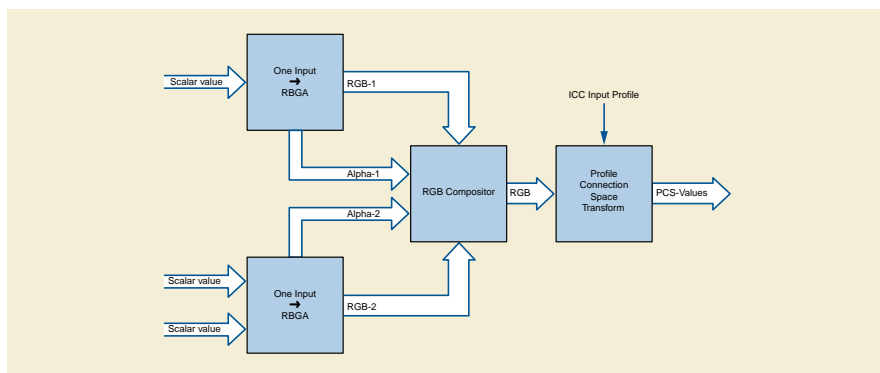 Scalar value
One Input
➔
RBGA
RGB-1
Alpha-1
ICC Input Profile
RGB Compositor
RGB
Profile
Connection
Space
Transform
PCS-Values
Alpha-2
Scalar value
Scalar value
One Input
➔
RBGA
RGB-2